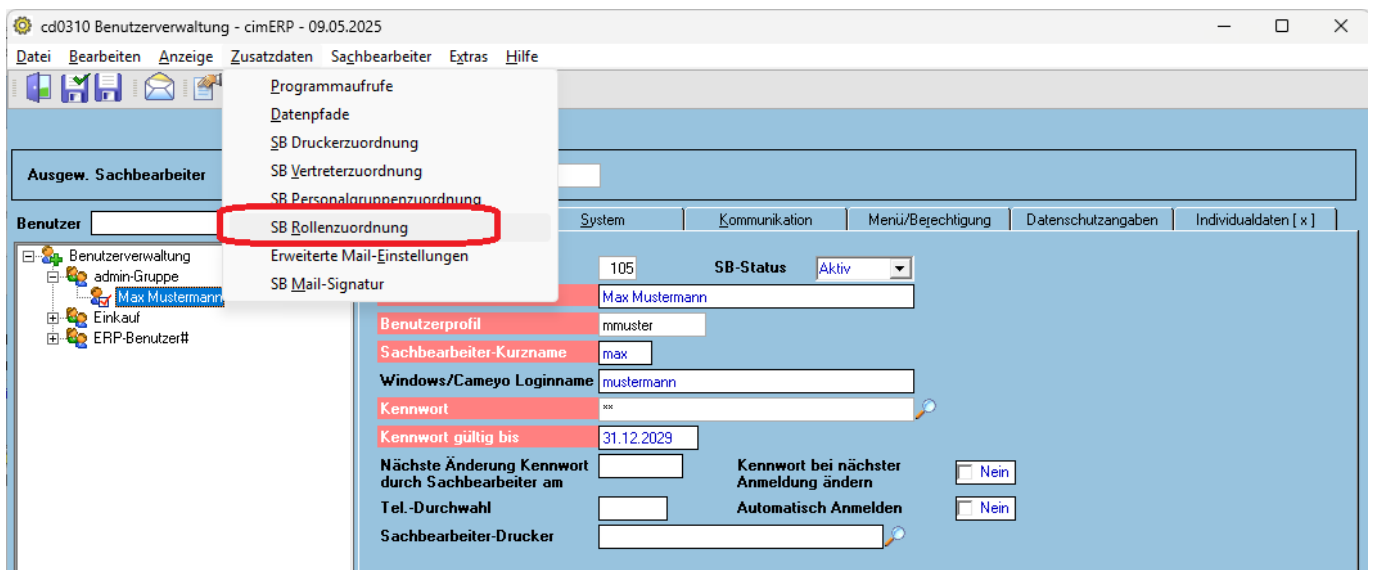 cd0310 Benutzerverwaltung - cimERP - 09.05.2025
Datei Bearbeiten Anzeige Zusatzdaten Sachbearbeiter Extras Hilfe
Programmaufrufe
Datenpfade
SB Druckerzuordnung
SB Vertreterzuordnung
SB Personalgruppenzuordnung
SB Rollenzuordnung
Erweiterte Mail-Einstellungen
SB Mail-Signatur
Ausgew. Sachbearbeiter
Benutzer
System Kommunikation Menü/Berechtigung Datenschutzangaben Individualdaten [ x ]
Benutzerverwaltung
admin-Gruppe
Max Mustermann
Einkauf
ERP-Benutzer#
105 SB-Status Aktiv
Max Mustermann
Benutzerprofil mmuster
Sachbearbeiter-Kurzname max
Windows/Cameyo Loginname mustermann
Kennwort **
Kennwort gültig bis 31.12.2029
Nächste Änderung Kennwort
durch Sachbearbeiter am
Kennwort bei nächster
Anmeldung ändern
Nein
Tel.-Durchwahl Automatisch Anmelden Nein
Sachbearbeiter-Drucker